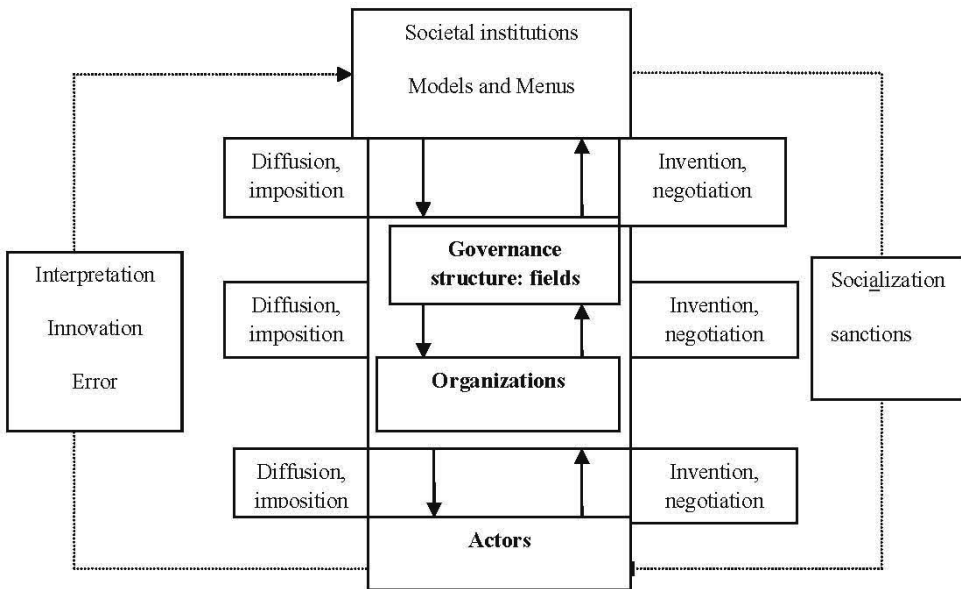 Societal institutions
Models and Menus
Diffusion,
imposition
Invention,
negotiation
Governance
structure: fields
Interpretation
Innovation
Error
Diffusion,
imposition
Invention,
negotiation
Socialization
sanctions
Organizations
Diffusion,
imposition
Invention,
negotiation
Actors